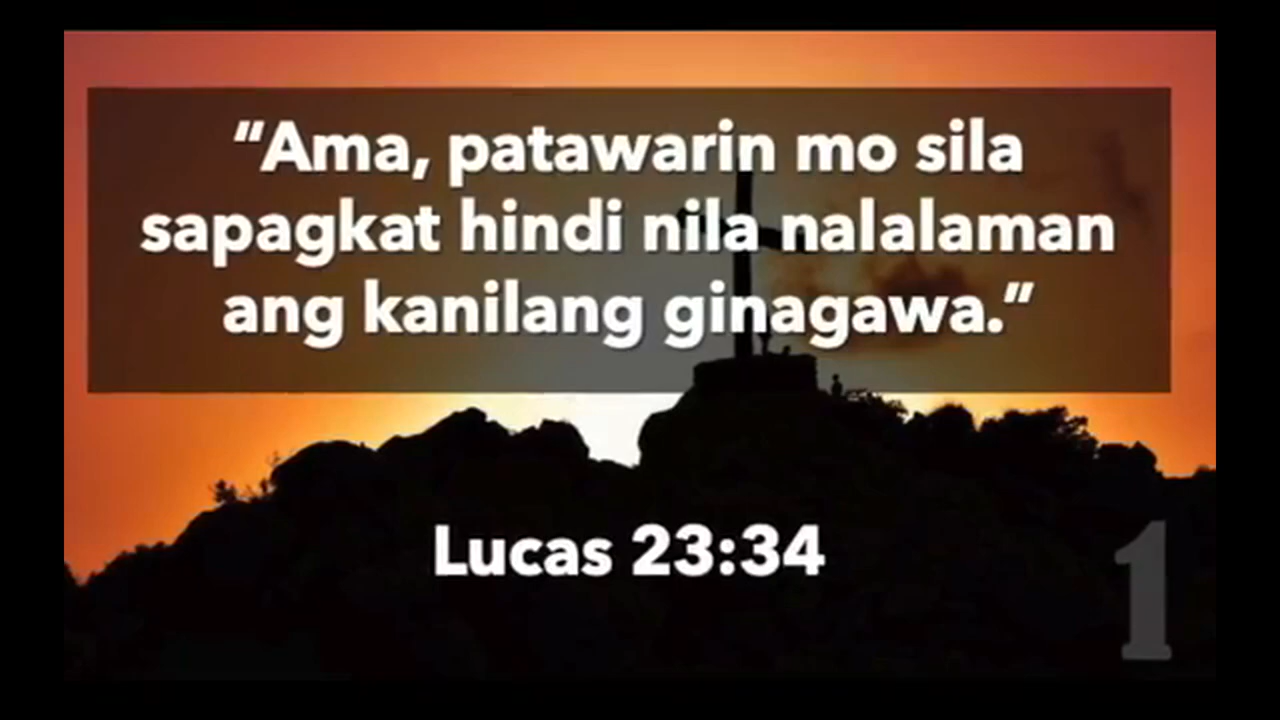 “Ama, patawarin mo sila
sapagkat hindi nila nalalaman
ang kanilang ginagawa.”
Lucas 23:34
1